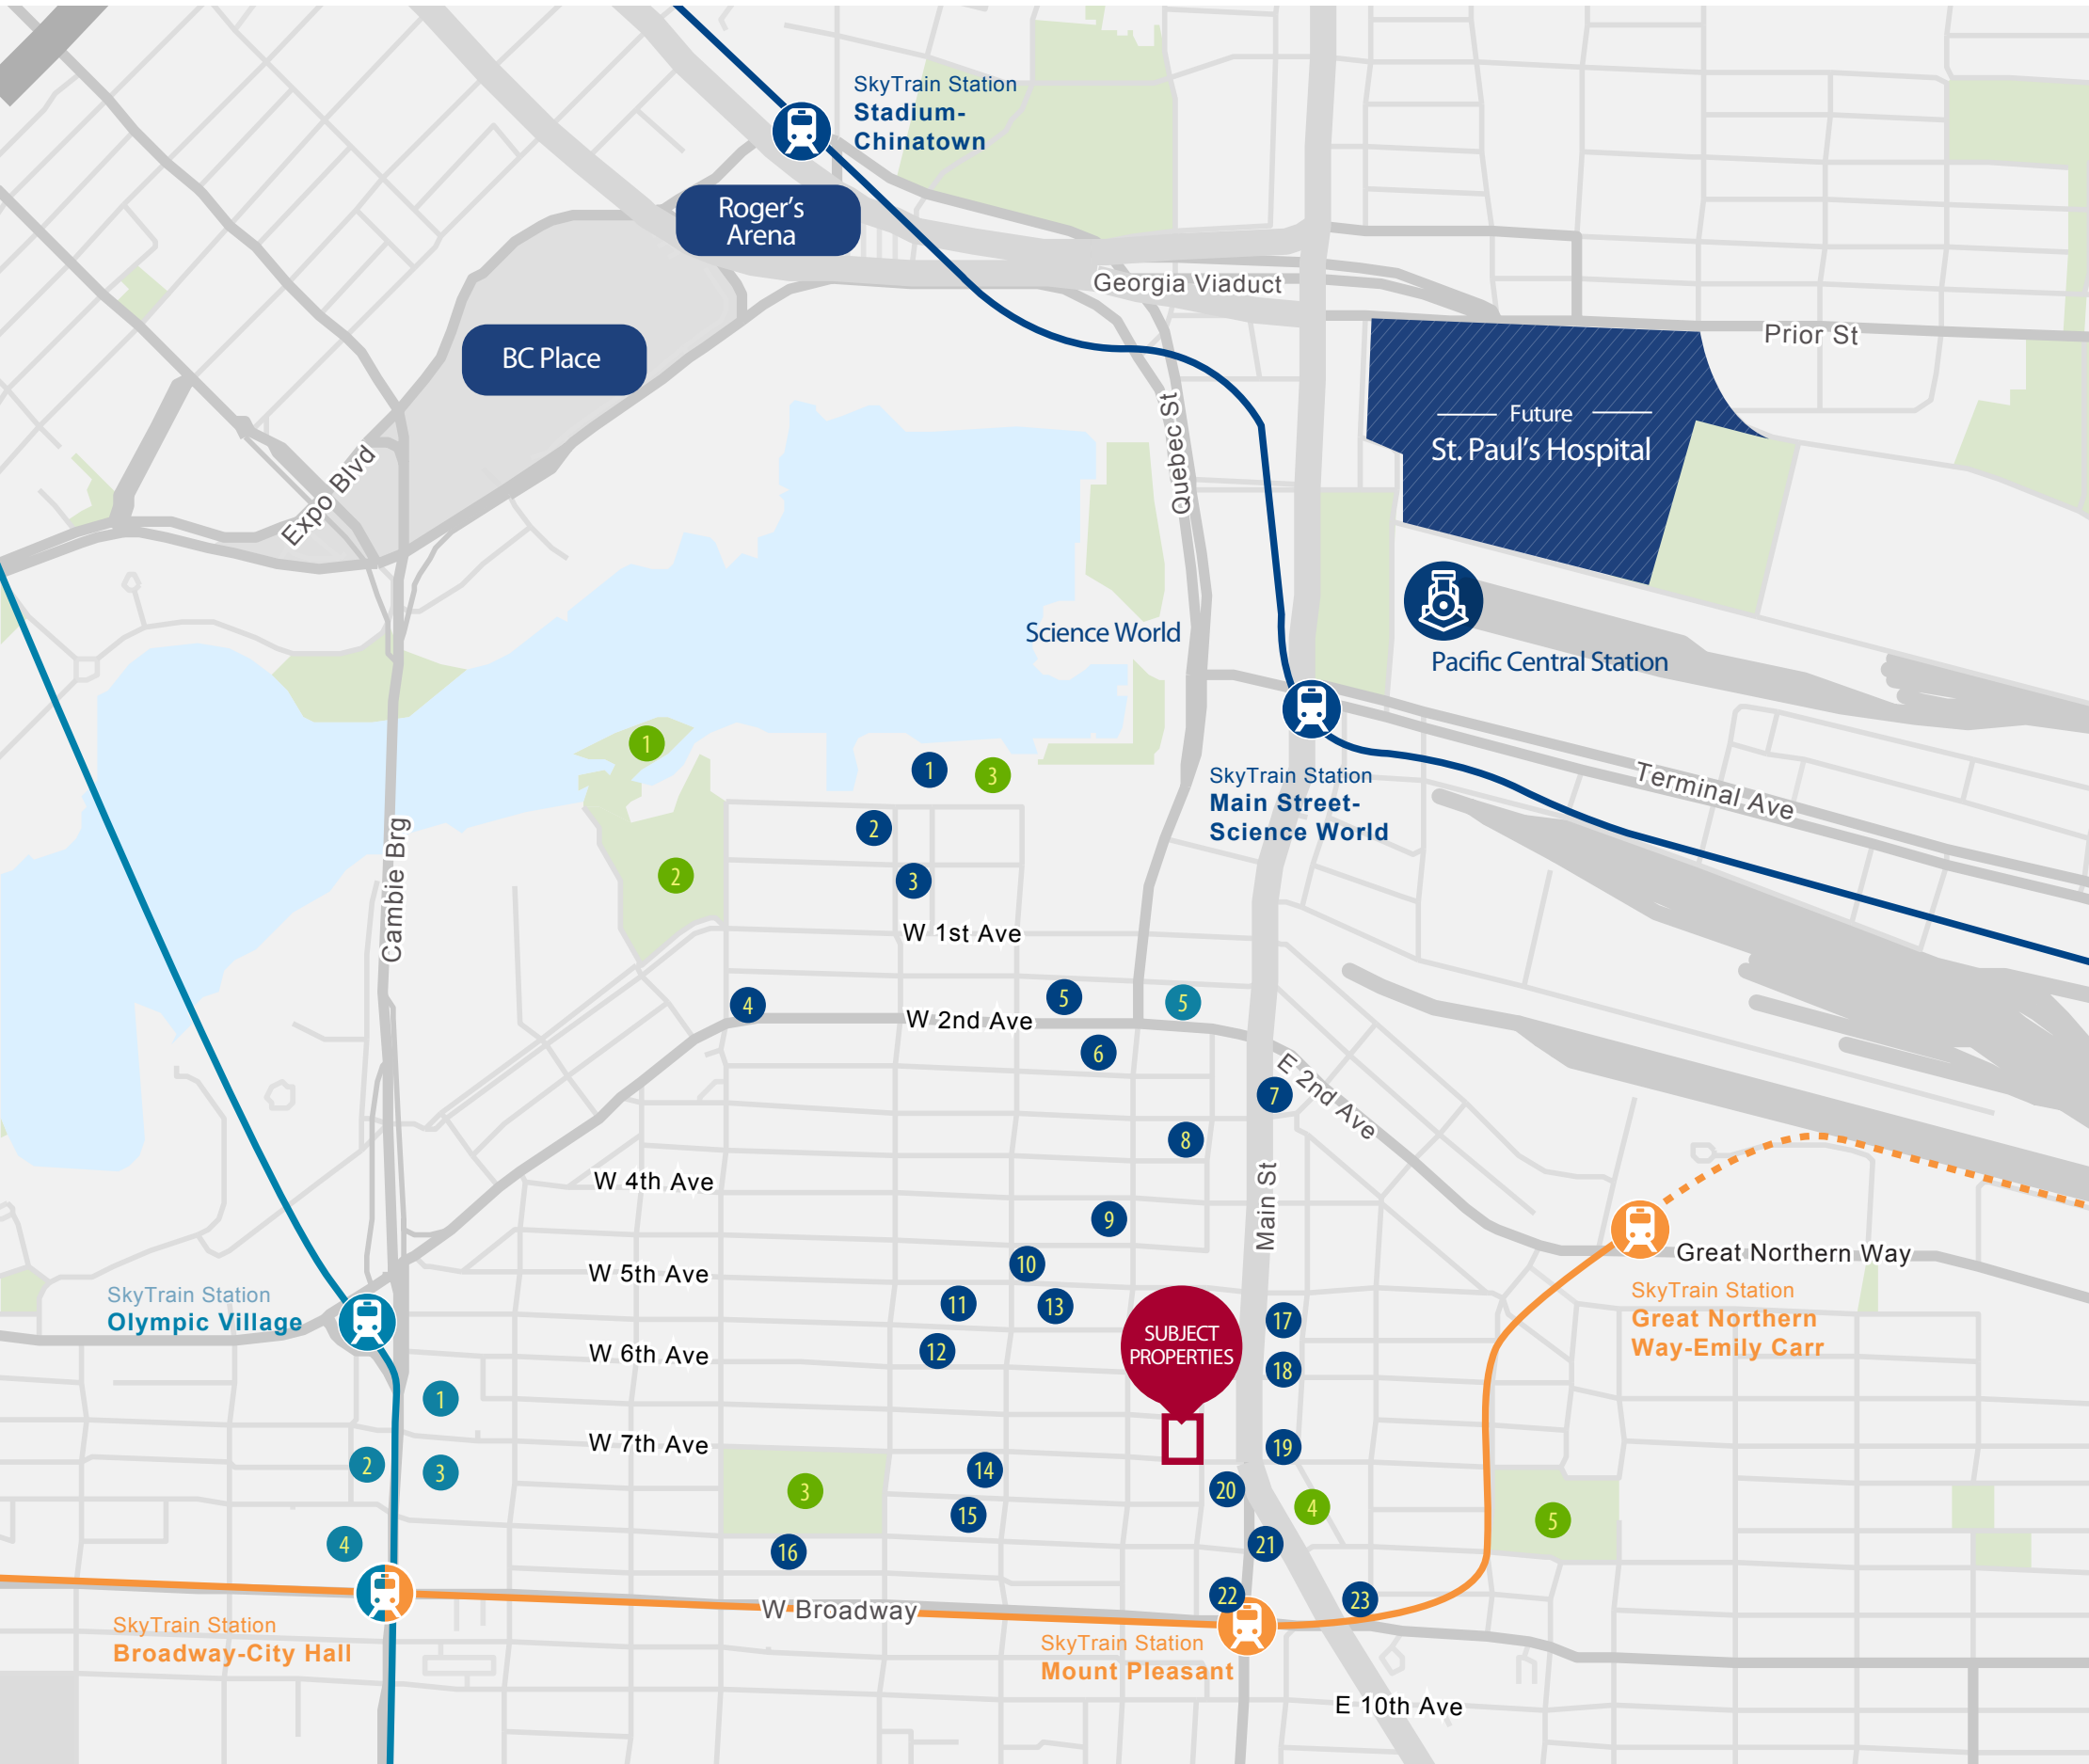 SkyTrain Station
Stadium-
Chinatown
Roger's
Arena
Georgia Viaduct
Prior St
BC Place
Quebec St
Future
St. Paul's Hospital
Expo Blvd
Science World
Pacific Central Station
1
1
3
SkyTrain Station
Main Street-
Science World
Terminal Ave
2
2
3
Cambie Brg
W 1st Ave
4
5
5
W 2nd Ave
6
E 2nd Ave
7
8
W 4th Ave
Main St
9
Great Northern Way
W 5th Ave
10
SkyTrain Station
Olympic Village
SkyTrain Station
Great Northern
Way-Emily Carr
11
13
17
SUBJECT
PROPERTIES
W 6th Ave
12
18
1
W 7th Ave
19
2
3
14
3
20
4
5
15
4
16
21
22
23
W Broadway
SkyTrain Station
Broadway-City Hall
SkyTrain Station
Mount Pleasant
E 10th Ave